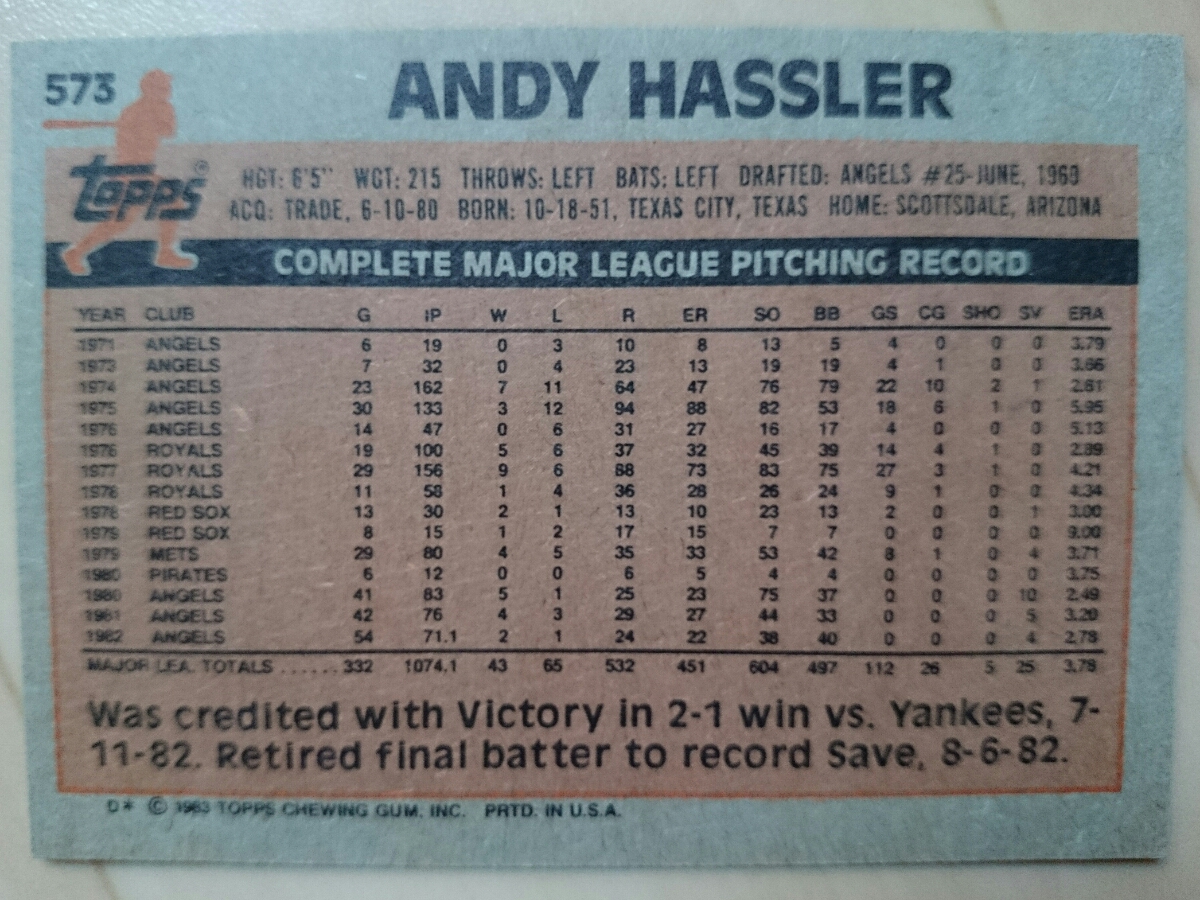 573
ANDY HASSLER
topps®
HGT: 6'5" WGT: 215 THROWS: LEFT BATS: LEFT DRAFTED: ANGELS #25-JUNE, 1969
ACQ: TRADE, 6-10-80 BORN: 10-18-51, TEXAS CITY, TEXAS HOME: SCOTTSDALE, ARIZONA
COMPLETE MAJOR LEAGUE PITCHING RECORD
YEAR CLUB G IP W L R ER SO BB GS CG SHO SV ERA
1971 ANGELS 6 19 0 3 10 8 13 5 4 0 0 0 3.79
1973 ANGELS 7 32 0 4 23 13 19 19 4 1 0 0 3.66
1974 ANGELS 23 162 7 11 64 47 76 79 22 10 2 1 2.61
1975 ANGELS 30 133 3 12 94 88 82 53 18 6 1 0 5.95
1976 ANGELS 14 47 0 6 31 27 16 17 4 0 0 0 5.13
1976 ROYALS 19 100 5 6 37 32 45 39 14 4 1 0 2.89
1977 ROYALS 29 156 9 6 88 73 83 75 27 3 1 0 4.21
1978 ROYALS 11 58 1 4 36 28 26 24 9 1 0 0 4.34
1978 RED SOX 13 30 2 1 13 10 23 13 2 0 0 1 3.00
1979 RED SOX 8 15 1 2 17 15 7 7 0 0 0 0 9.00
1979 METS 29 80 4 5 35 33 53 42 8 1 0 4 3.71
1980 PIRATES 6 12 0 0 6 5 4 4 0 0 0 0 3.75
1980 ANGELS 41 83 5 1 25 23 75 37 0 0 0 10 2.49
1981 ANGELS 42 76 4 3 29 27 44 33 0 0 0 5 3.20
1982 ANGELS 54 71.1 2 1 24 22 38 40 0 0 0 4 2.78
MAJOR LEA. TOTALS ...... 332 1074.1 43 65 532 451 604 497 112 26 5 25 3.78
Was credited with Victory in 2-1 win vs. Yankees, 7-
11-82. Retired final batter to record Save, 8-6-82.
D* © 1983 TOPPS CHEWING GUM, INC. PRTD. IN U.S.A.